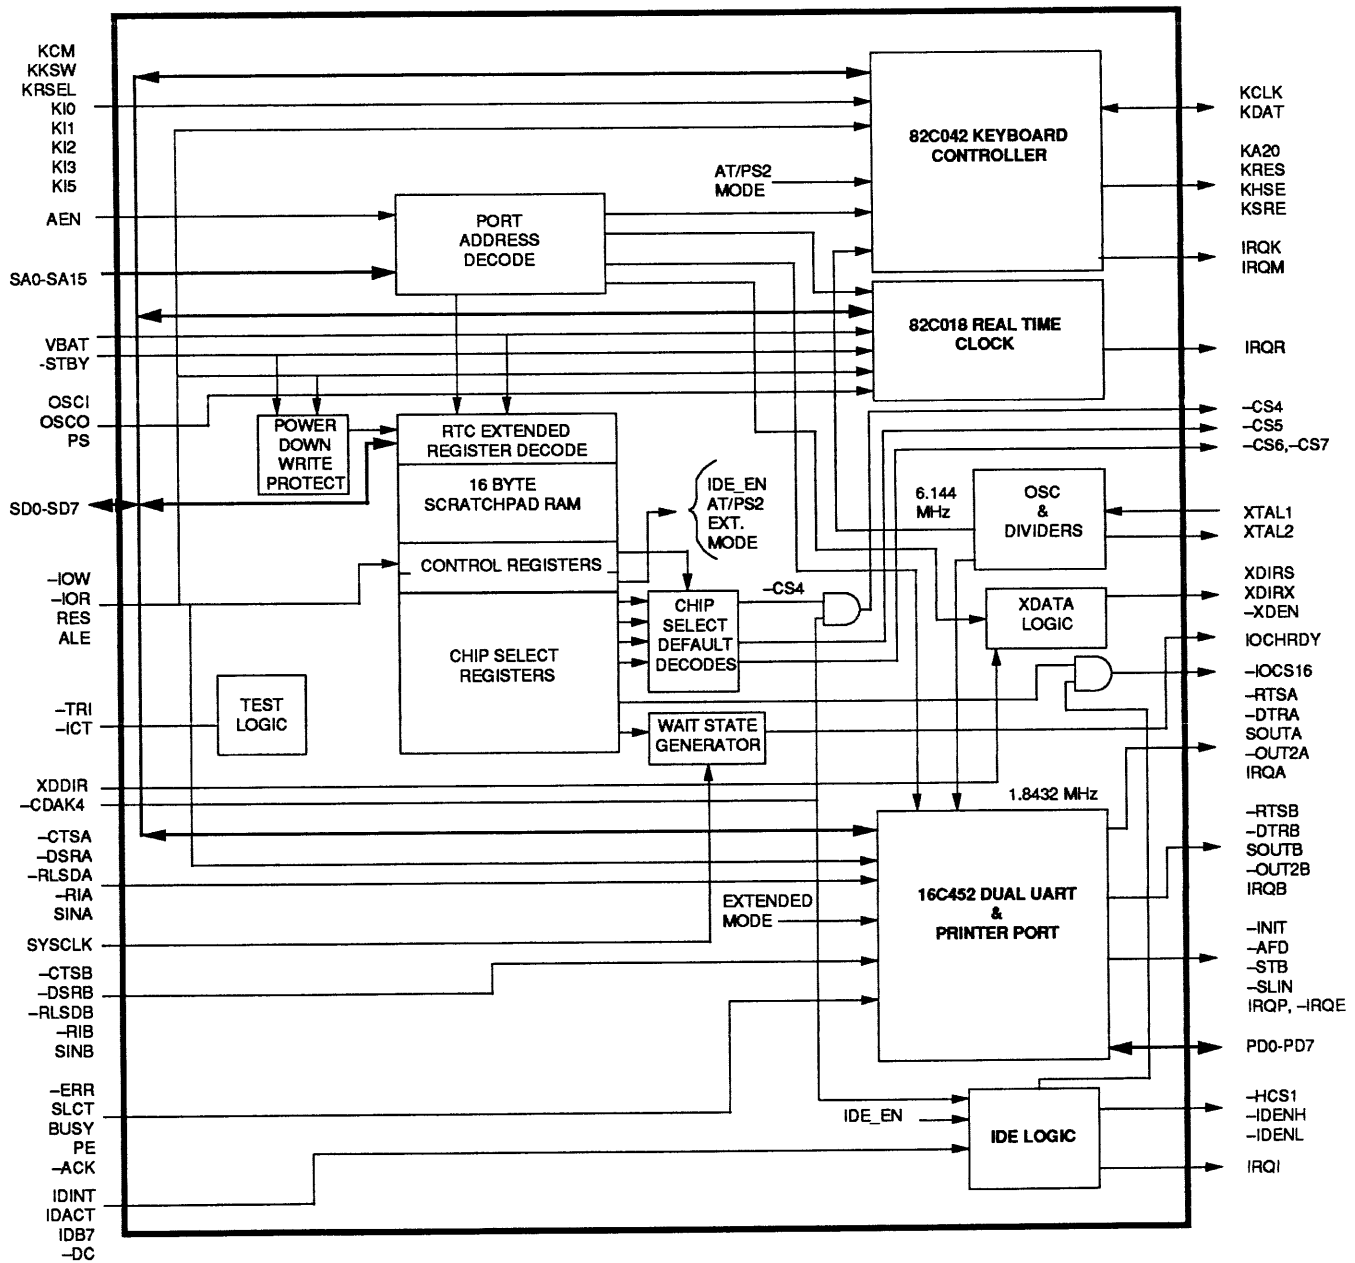 KCM
KKSW
KRSEL
KI0
KI1
KI2
KI3
KI5
AEN
SA0-SA15
VBAT
-STBY
OSCI
OSCO
PS
SD0-SD7
-IOW
-IOR
RES
ALE
-TRI
-ICT
XDDIR
-CDAK4
-CTSA
-DSRA
-RLSDA
-RIA
SINA
SYSCLK
-CTSB
-DSRB
-RLSDB
-RIB
SINB
-ERR
SLCT
BUSY
PE
-ACK
IDINT
IDACT
IDB7
-DC
82C042 KEYBOARD
CONTROLLER
AT/PS2
MODE
PORT
ADDRESS
DECODE
82C018 REAL TIME
CLOCK
POWER
DOWN
WRITE
PROTECT
RTC EXTENDED
REGISTER DECODE
16 BYTE
SCRATCHPAD RAM
CONTROL REGISTERS
CHIP SELECT
REGISTERS
IDE_EN
AT/PS2
EXT.
MODE
6.144
MHz
OSC
&
DIVIDERS
CHIP
SELECT
DEFAULT
DECODES
-CS4
XDATA
LOGIC
TEST
LOGIC
WAIT STATE
GENERATOR
1.8432 MHz
EXTENDED
MODE
16C452 DUAL UART
&
PRINTER PORT
IDE_EN
IDE LOGIC
KCLK
KDAT
KA20
KRES
KHSE
KSRE
IRQK
IRQM
IRQR
-CS4
-CS5
-CS6,-CS7
XTAL1
XTAL2
XDIRS
XDIRX
-XDEN
IOCHRDY
-IOCS16
-RTSA
-DTRA
SOUTA
-OUT2A
IRQA
-RTSB
-DTRB
SOUTB
-OUT2B
IRQB
-INIT
-AFD
-STB
-SLIN
IRQP, -IRQE
PD0-PD7
-HCS1
-IDENH
-IDENL
IRQI